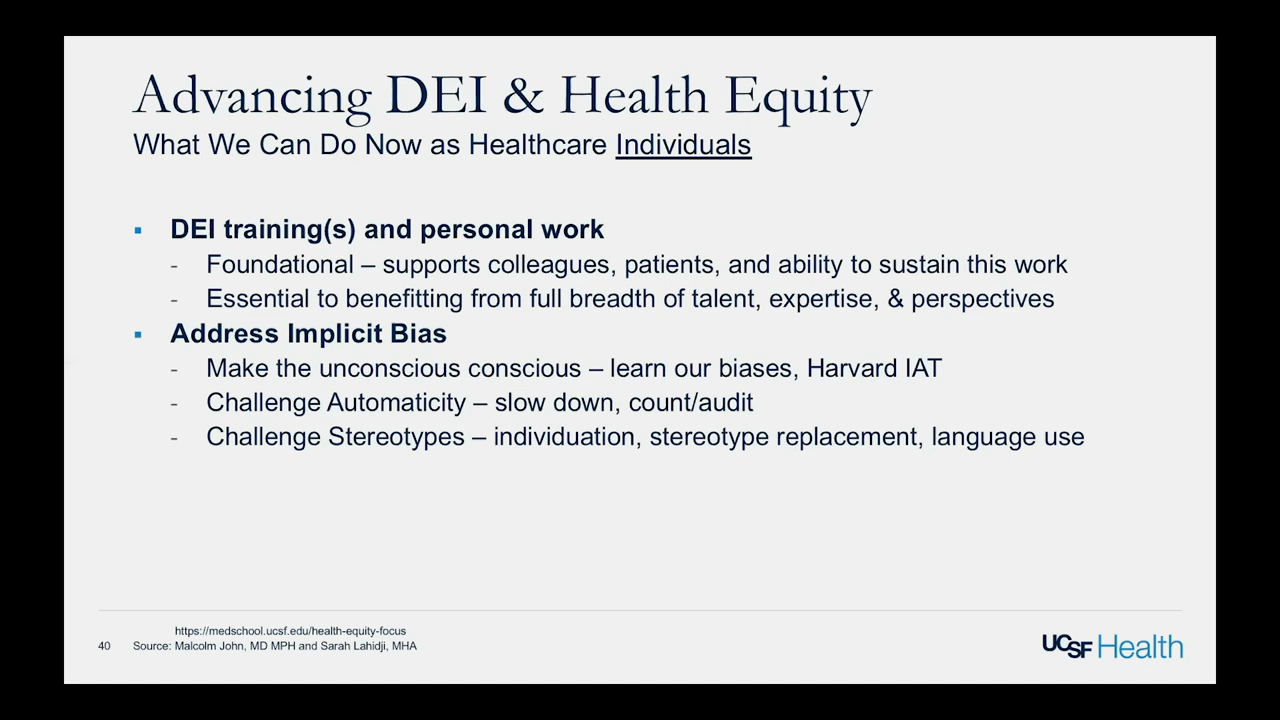 Advancing DEI & Health Equity
What We Can Do Now as Healthcare Individuals
▪ DEI training(s) and personal work
- Foundational – supports colleagues, patients, and ability to sustain this work
- Essential to benefitting from full breadth of talent, expertise, & perspectives
▪ Address Implicit Bias
- Make the unconscious conscious – learn our biases, Harvard IAT
- Challenge Automaticity – slow down, count/audit
- Challenge Stereotypes – individuation, stereotype replacement, language use
https://medschool.ucsf.edu/health-equity-focus
40 Source: Malcolm John, MD MPH and Sarah Lahidji, MHA
UCSF Health